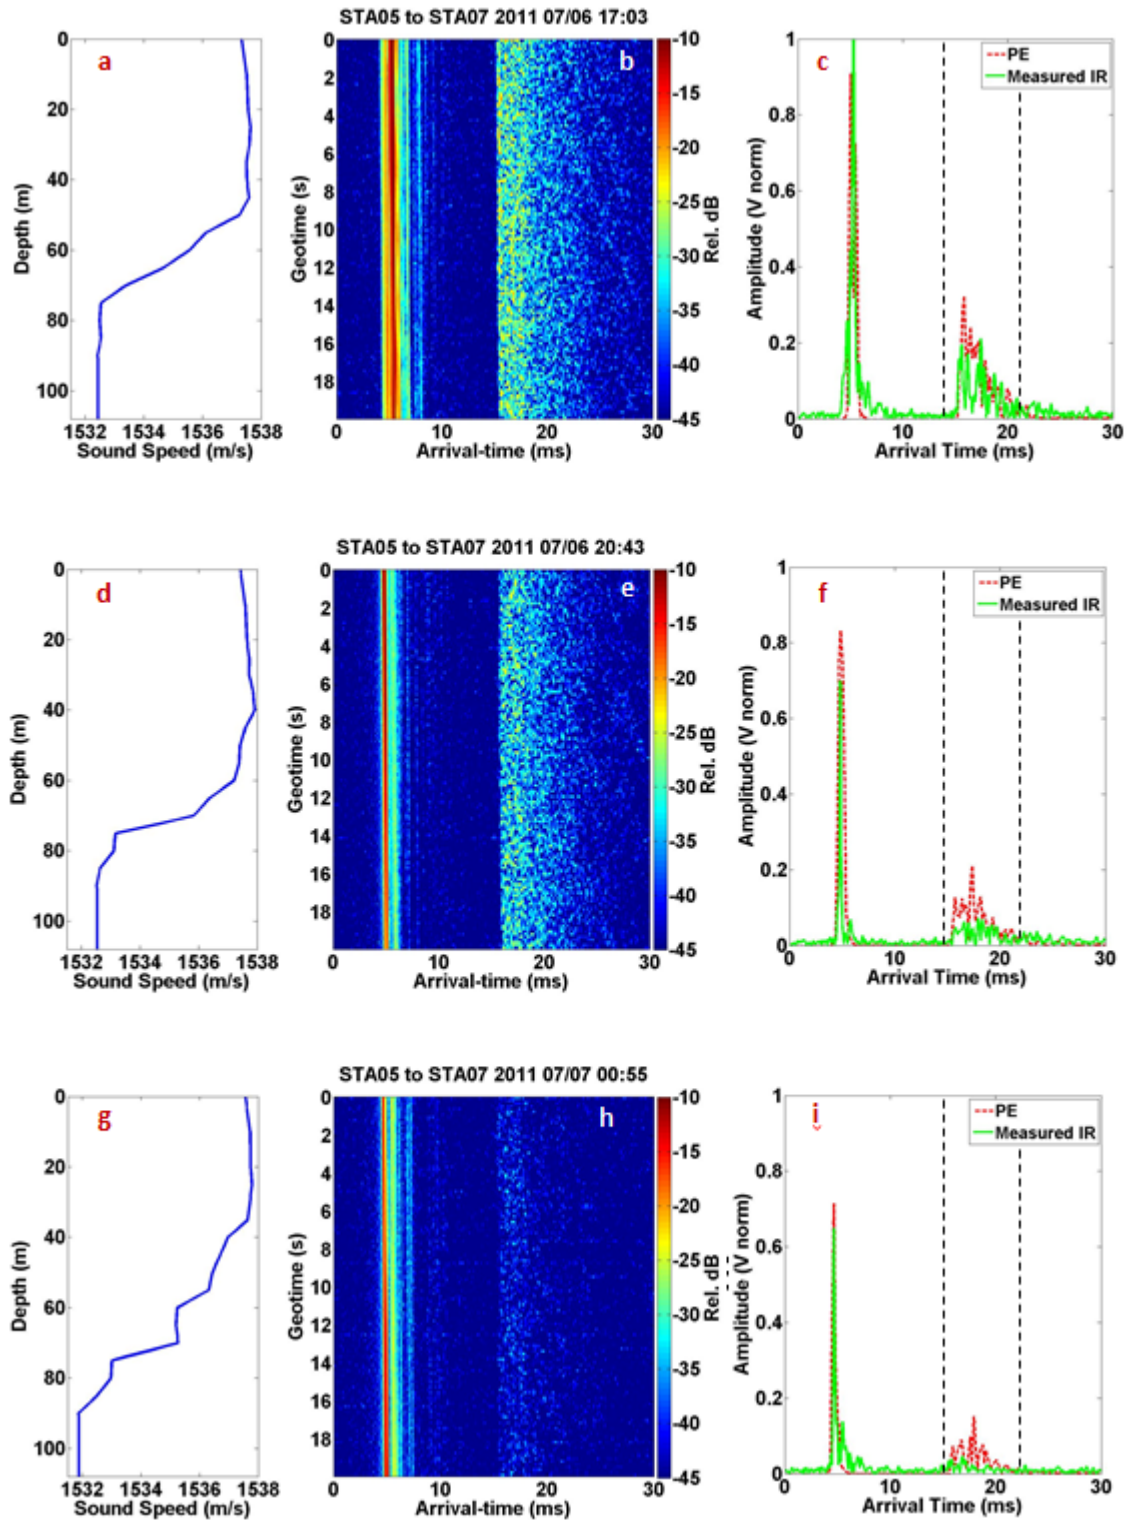 STA05 to STA07 2011 07/06 17:03
a
0
20
40
60
80
100
Depth (m)
1532 1534 1536 1538
Sound Speed (m/s)
b
0
2
4
6
8
10
12
14
16
18
Geotime (s)
0 10 20 30
Arrival-time (ms)
-10
-15
-20
-25
-30
-35
-40
-45
Rel. dB
c
PE
Measured IR
1
0.8
0.6
0.4
0.2
0
Amplitude (V norm)
0 10 20 30
Arrival Time (ms)
STA05 to STA07 2011 07/06 20:43
d
0
20
40
60
80
100
Depth (m)
1532 1534 1536 1538
Sound Speed (m/s)
e
0
2
4
6
8
10
12
14
16
18
Geotime (s)
0 10 20 30
Arrival-time (ms)
-10
-15
-20
-25
-30
-35
-40
-45
Rel. dB
f
PE
Measured IR
1
0.8
0.6
0.4
0.2
0
Amplitude (V norm)
0 10 20 30
Arrival Time (ms)
STA05 to STA07 2011 07/07 00:55
g
0
20
40
60
80
100
Depth (m)
1532 1534 1536 1538
Sound Speed (m/s)
h
0
2
4
6
8
10
12
14
16
18
Geotime (s)
0 10 20 30
Arrival-time (ms)
-10
-15
-20
-25
-30
-35
-40
-45
Rel. dB
i
PE
Measured IR
1
0.8
0.6
0.4
0.2
0
Amplitude (V norm)
0 10 20 30
Arrival Time (ms)